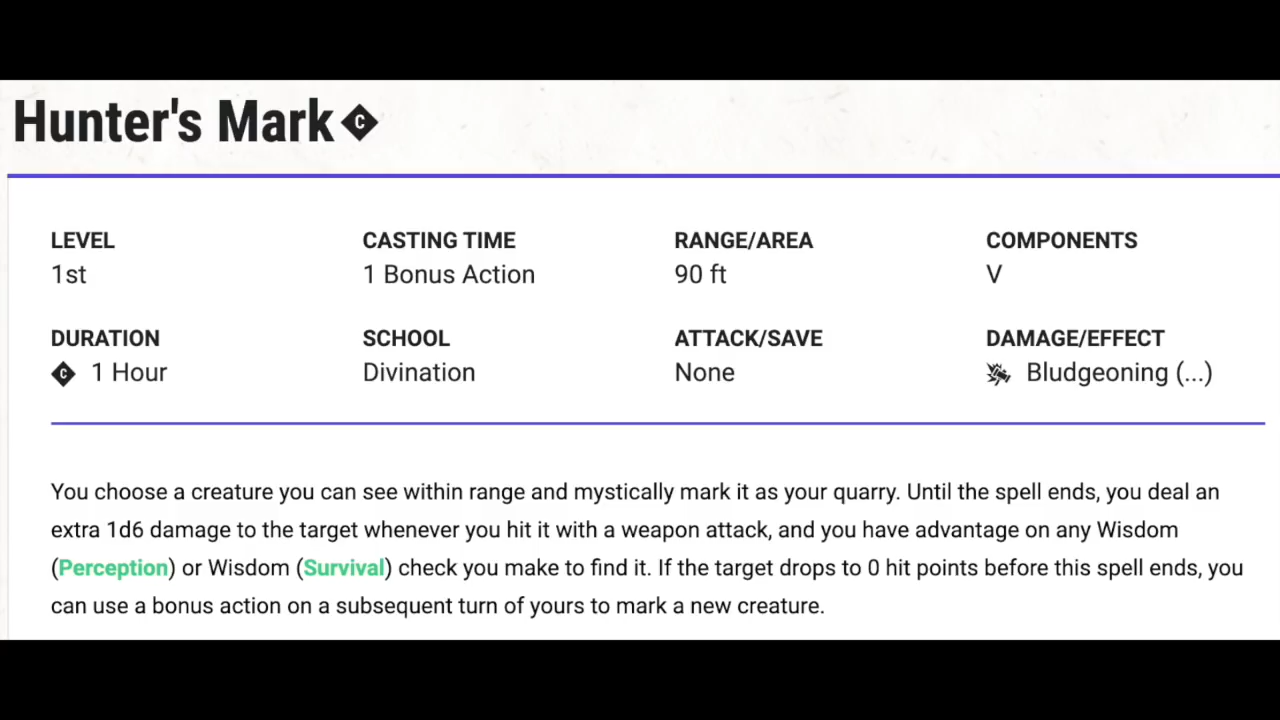 Hunter's Mark C
LEVEL
1st
CASTING TIME
1 Bonus Action
RANGE/AREA
90 ft
COMPONENTS
V
DURATION
C 1 Hour
SCHOOL
Divination
ATTACK/SAVE
None
DAMAGE/EFFECT
Bludgeoning (...)
You choose a creature you can see within range and mystically mark it as your quarry. Until the spell ends, you deal an
extra 1d6 damage to the target whenever you hit it with a weapon attack, and you have advantage on any Wisdom
(Perception) or Wisdom (Survival) check you make to find it. If the target drops to 0 hit points before this spell ends, you
can use a bonus action on a subsequent turn of yours to mark a new creature.